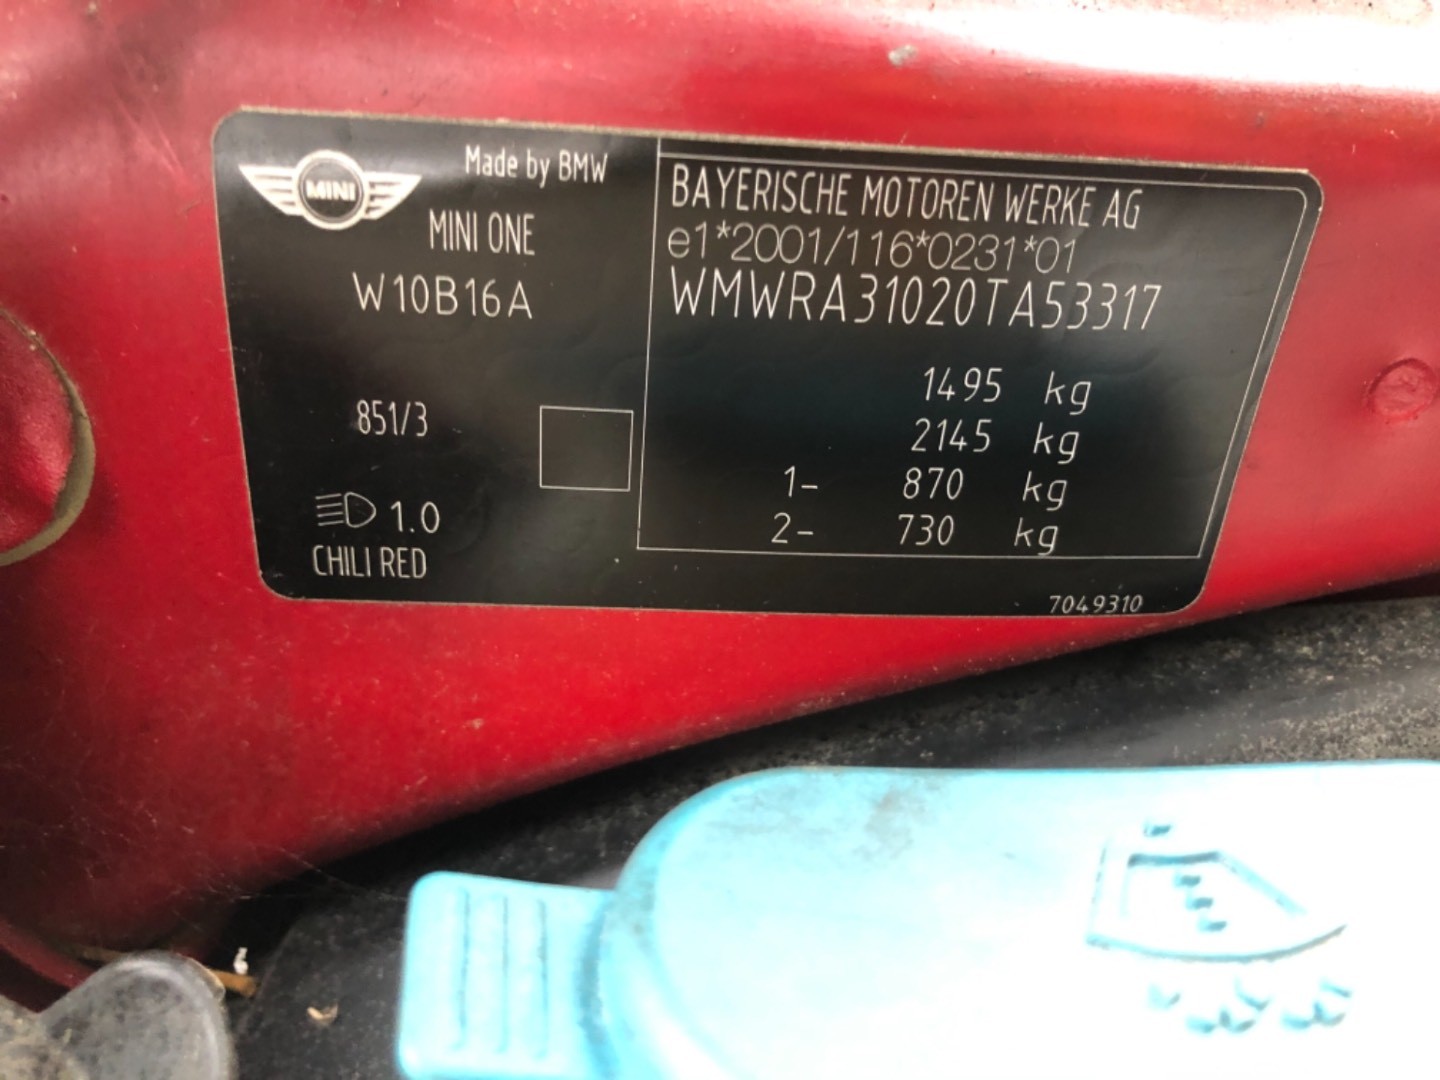 MINI
Made by BMW
MINI ONE
W10B16A
851/3
1.0
CHILI RED
BAYERISCHE MOTOREN WERKE AG
e1*2001/116*0231*01
WMWRA31020TA53317
1495 kg
2145 kg
1- 870 kg
2- 730 kg
7049310